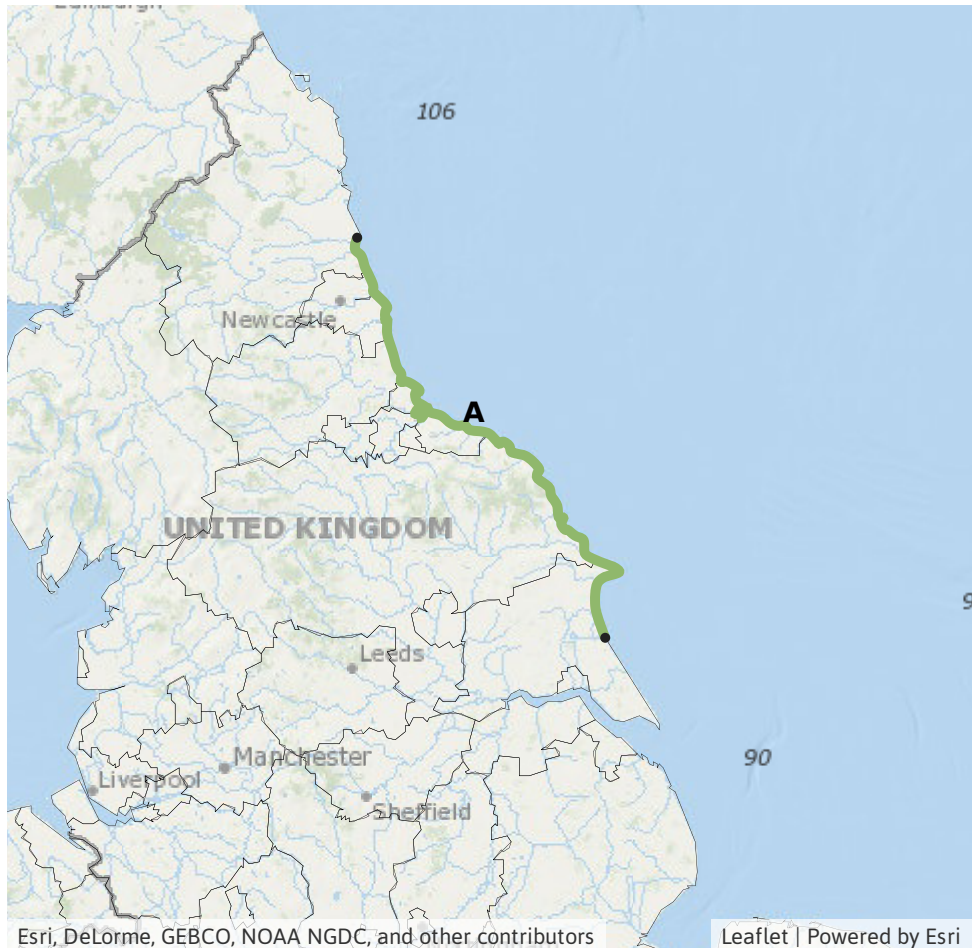 106
Newcastle
A
UNITED KINGDOM
Leeds
Manchester
90
Liverpool
Sheffield
Esri, DeLorme, GEBCO, NOAA NGDC, and other contributors
Leaflet | Powered by Esri